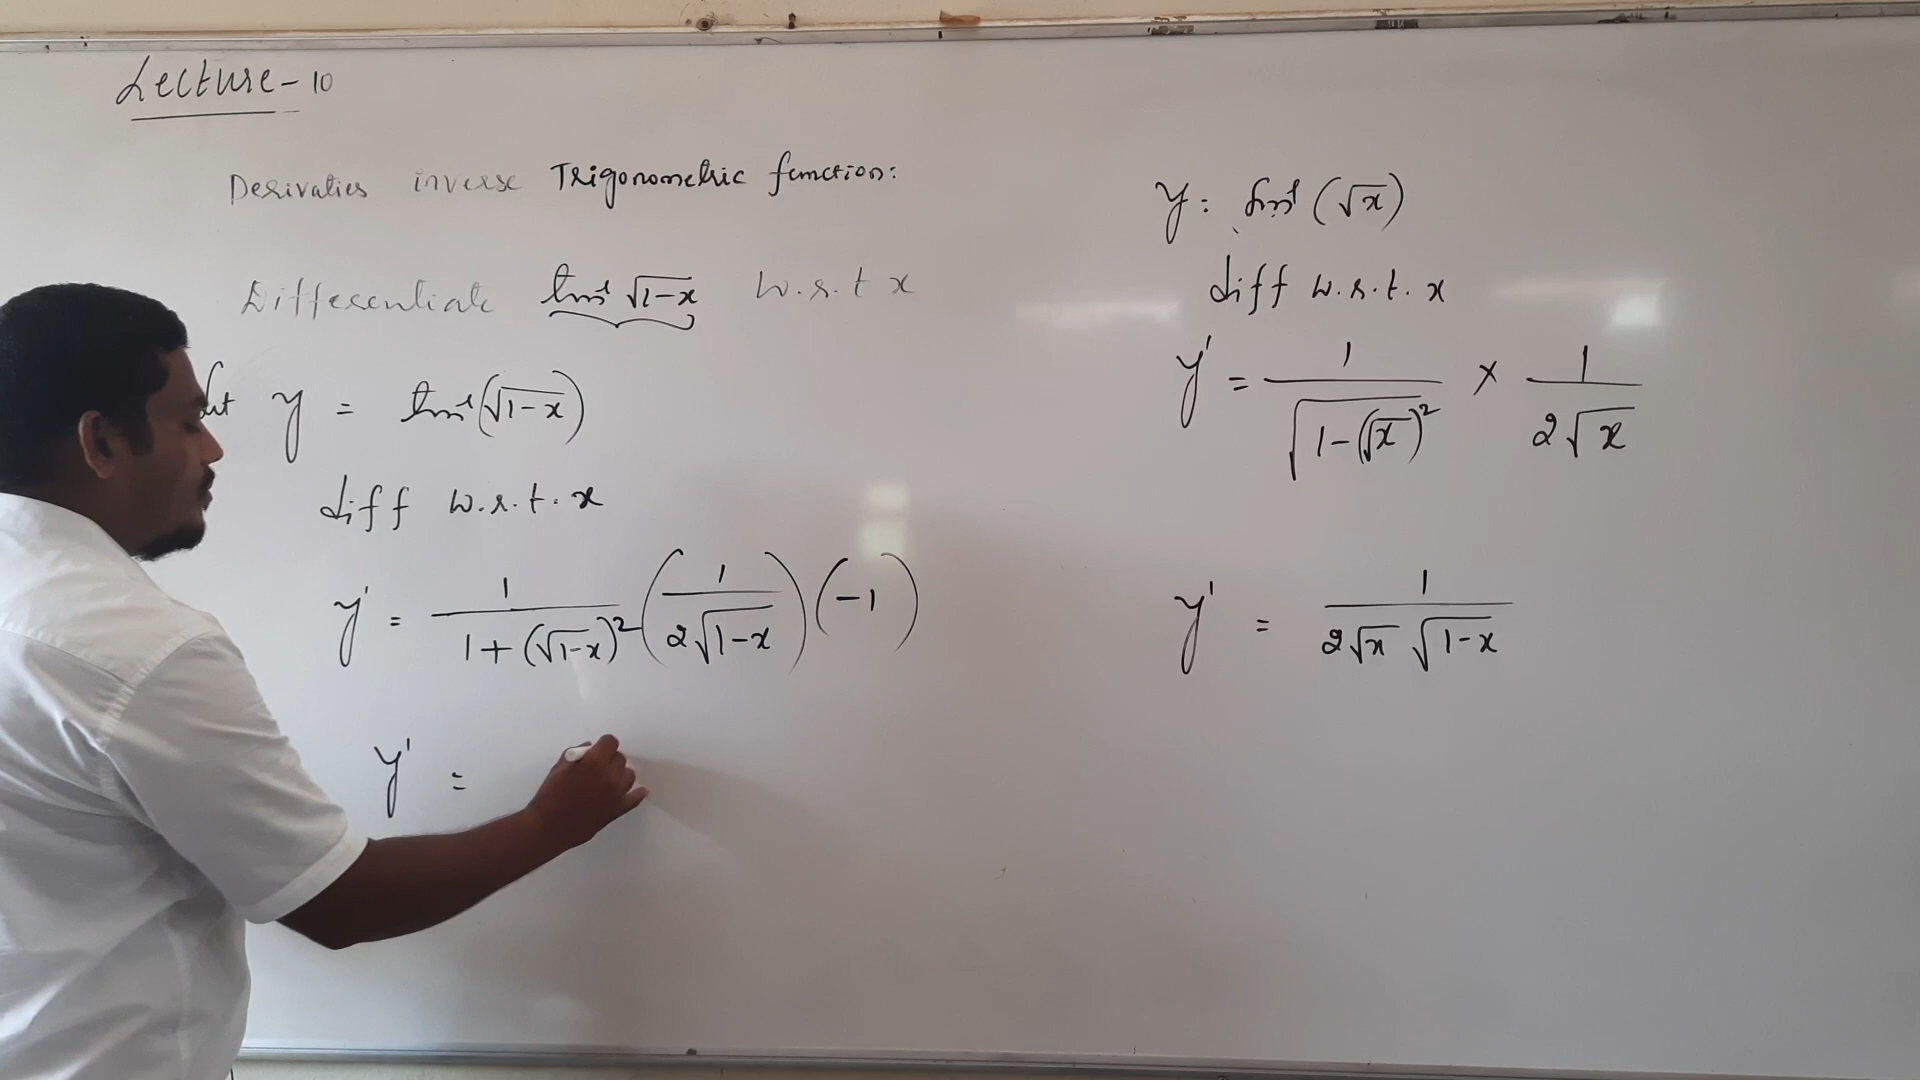 Lecture - 10
Derivaties inverse Trigonometric function:
Differentiate tan⁻¹ √(1-x) w.r.t x
Let y = tan⁻¹(√(1-x))
diff w.r.t. x
y' = 1/(1+(√(1-x))²) (1/(2√(1-x))) (-1)
y' =
y = sin⁻¹(√x)
diff w.r.t. x
y' = 1/√(1-(√x)²) × 1/(2√x)
y' = 1/(2√x √(1-x))